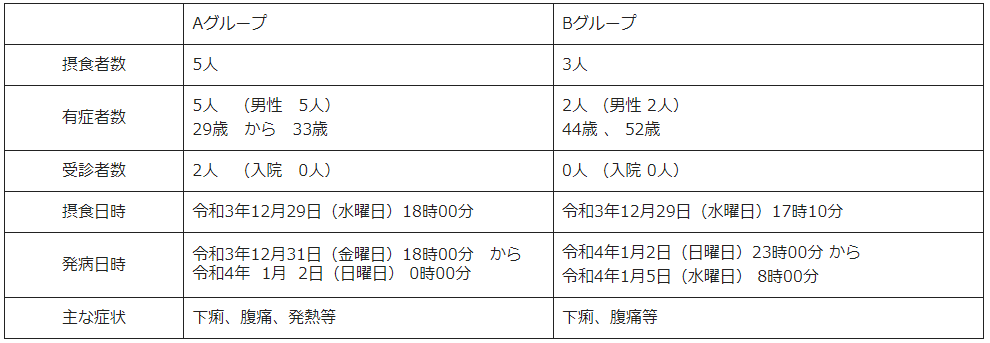 Aグループ Bグループ
摂食者数 5人 3人
有症者数 5人 （男性 5人） 2人 （男性 2人）
29歳 から 33歳 44歳 、 52歳
受診者数 2人 （入院 0人） 0人 （入院 0人）
摂食日時 令和3年12月29日（水曜日）18時00分 令和3年12月29日（水曜日）17時10分
発病日時 令和3年12月31日（金曜日）18時00分 から 令和4年1月2日（日曜日）23時00分 から
令和4年 1月 2日（日曜日） 0時00分 令和4年1月5日（水曜日） 8時00分
主な症状 下痢、腹痛、発熱等 下痢、腹痛等